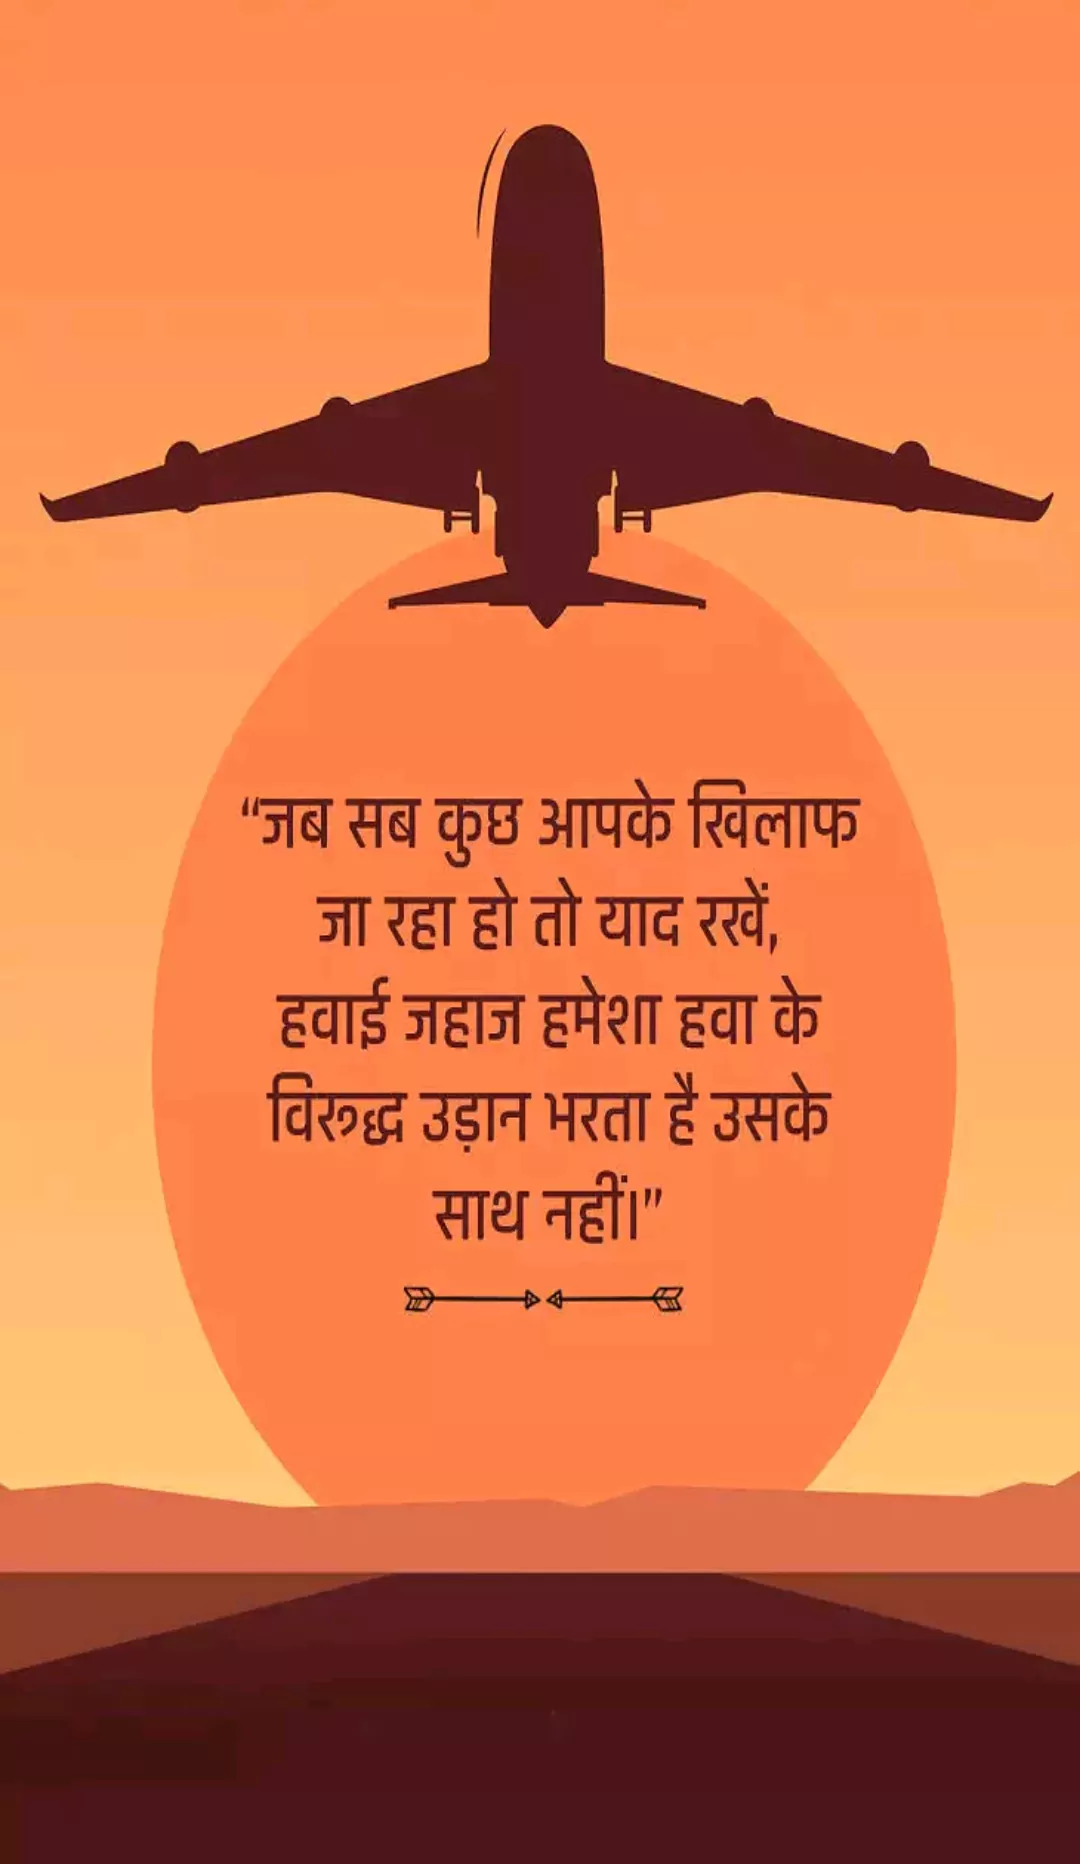 “जब सब कुछ आपके खिलाफ
जा रहा हो तो याद रखें,
हवाई जहाज हमेशा हवा के
विरूद्ध उड़ान भरता है उसके
साथ नहीं।”